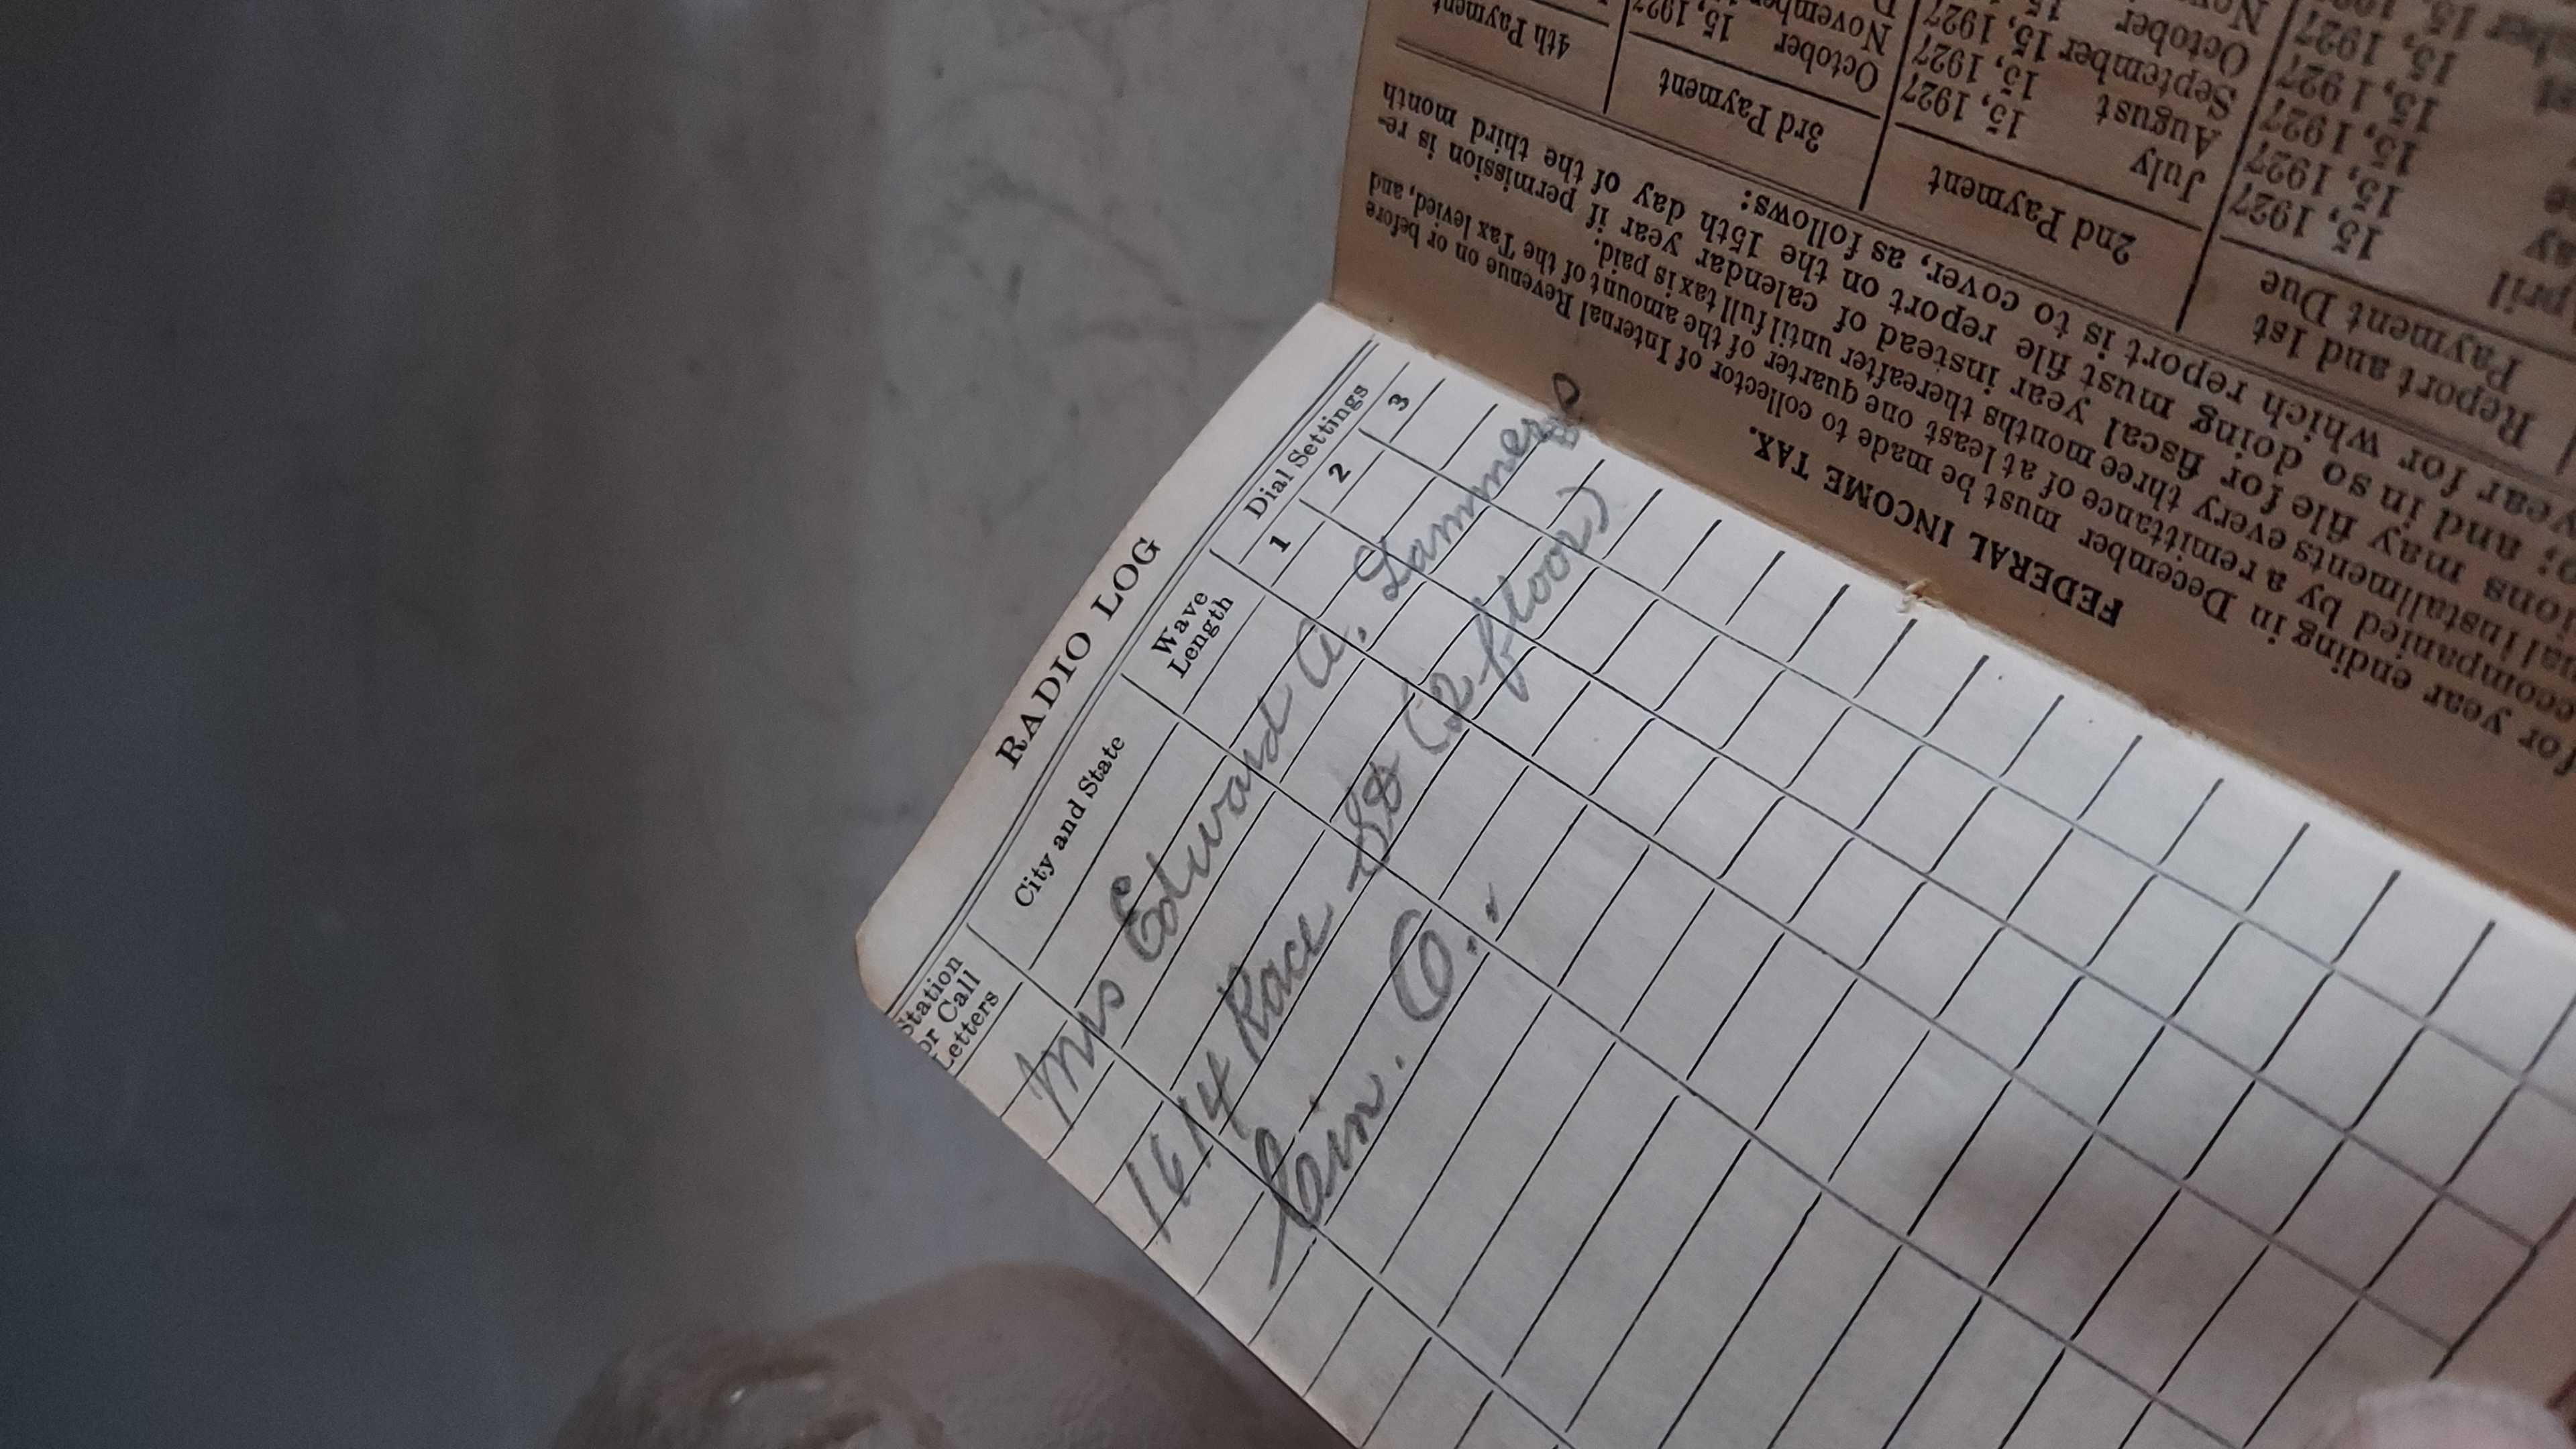 RADIO LOG
Station
or Call
Letters
City and State
Wave
Length
Dial Settings
1 2 3
Mrs Edward A. Lammers
1614 Race St (2 floor)
Cin. O.
FEDERAL INCOME TAX.
must be made to collector of Internal Revenue on or before
for year ending in December
accompanied by a remittance of at least one quarter of the amount of the Tax levied, and
installments every three months thereafter until full tax is paid.
may file for fiscal year instead of calendar year if permission is re-
and in so doing must file report on the 15th day of the third month
year for which report is to cover, as follows:
Report and 1st
Payment Due
2nd Payment
3rd Payment
4th Payment
15, 1927
July 15, 1927
October 15, 1927
15, 1927
August 15, 1927
November 15, 1927
15, 1927
September 15, 1927
15, 1927
October 15, 1927
15, 1927
November